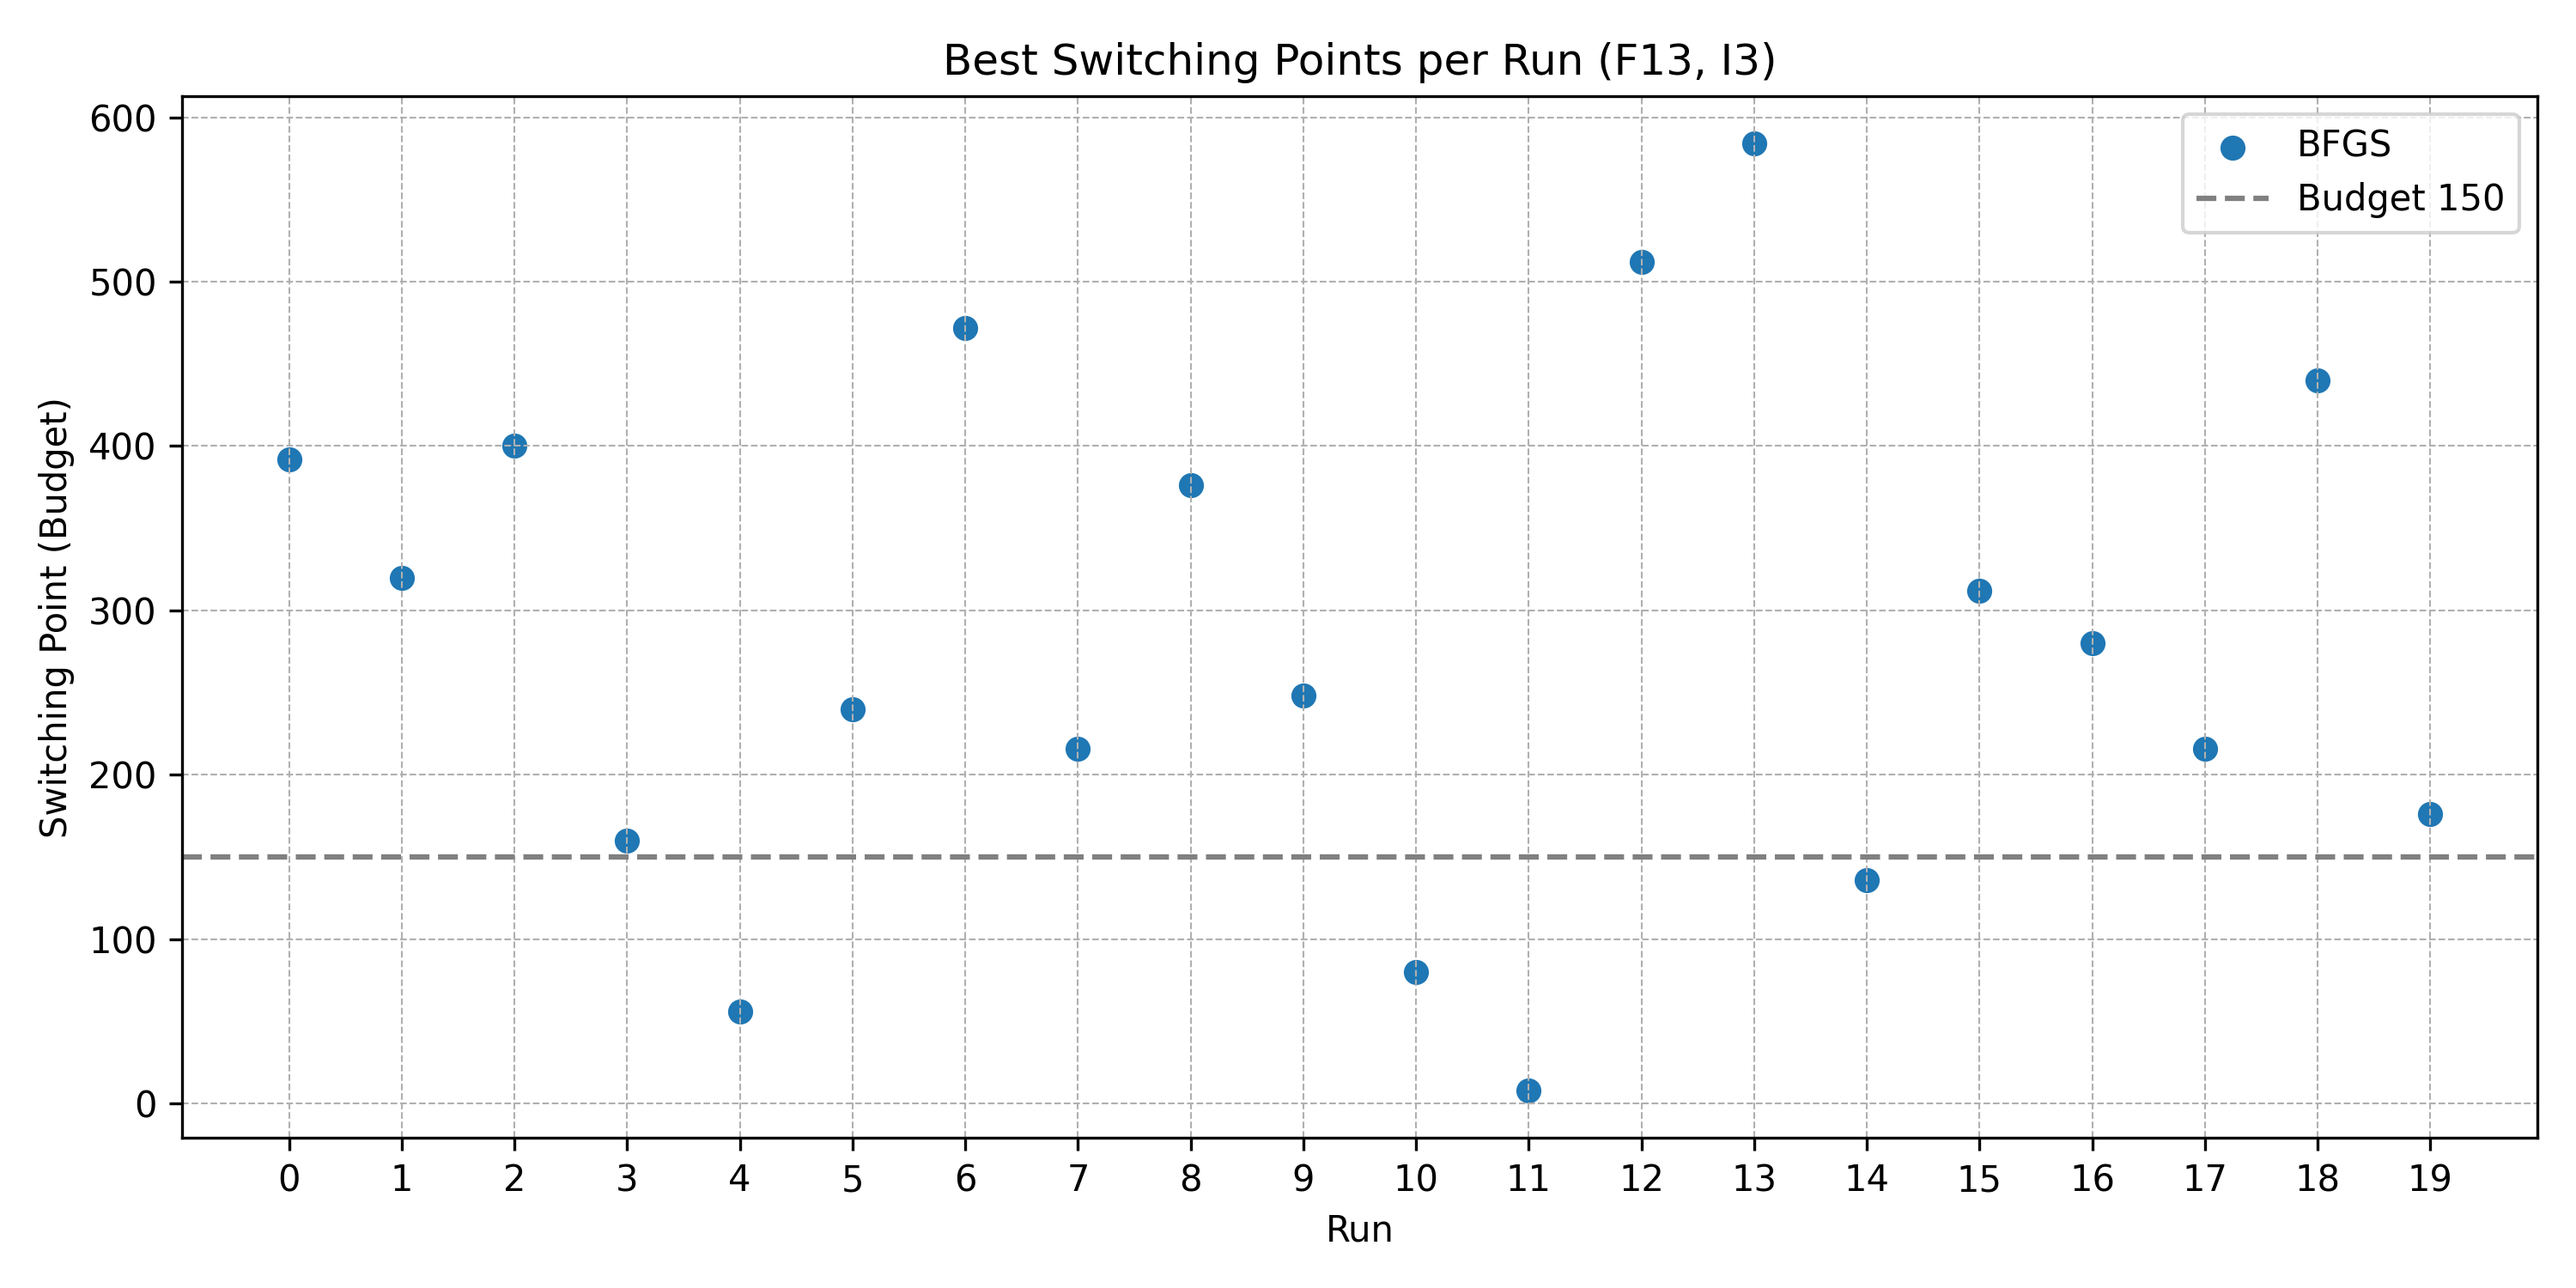 Best Switching Points per Run (F13, I3)
600
500
400
300
200
100
0
Switching Point (Budget)
BFGS
Budget 150
0 1 2 3 4 5 6 7 8 9 10 11 12 13 14 15 16 17 18 19
Run